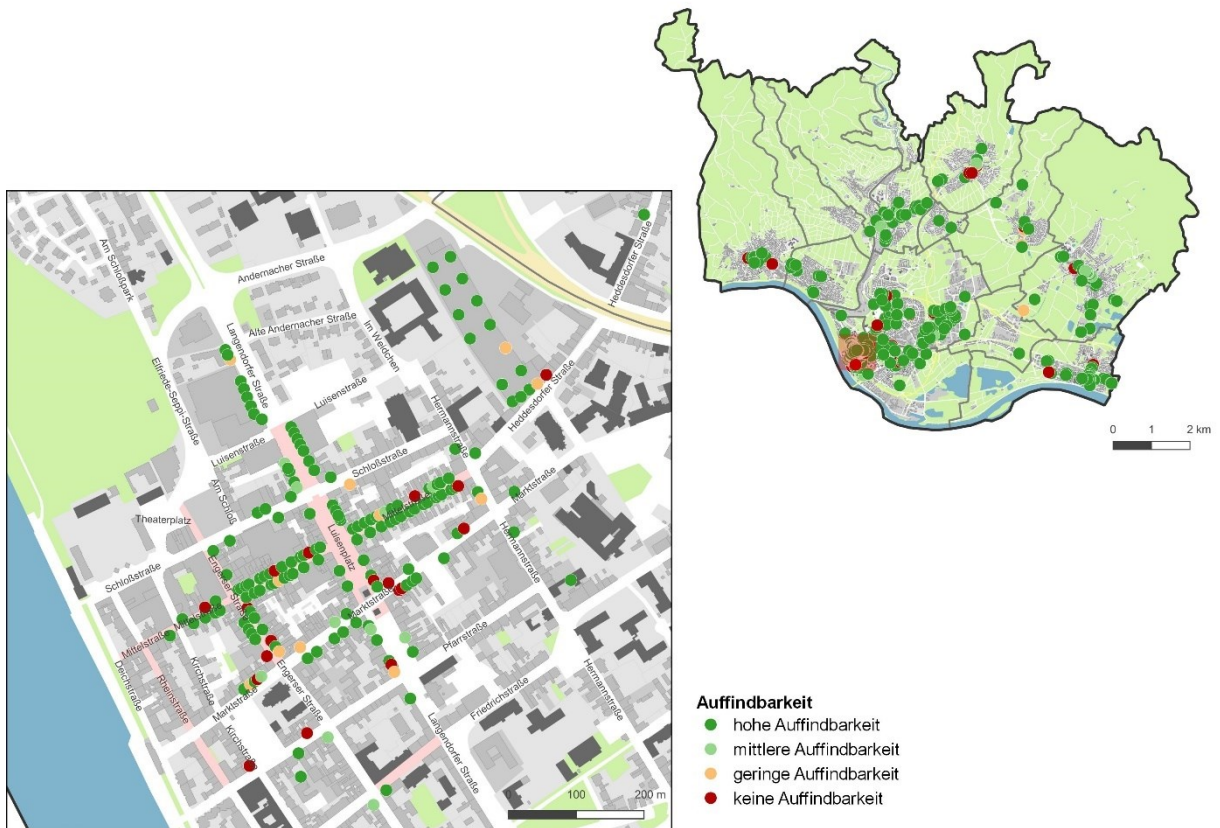 Am Schloßpark
Andernacher Straße
Heddesdorfer Straße
Alte Andernacher Straße
Langendorfer Straße
Im Weidchen
Elfriede-Seppi-Straße
Luisenstraße
Hermannstraße
Heddesdorfer Straße
Luisenstraße
Schloßstraße
Am Schloß
Marktstraße
Mittelstraße
Theaterplatz
Luisenplatz
Hermannstraße
Schloßstraße
Engerser Straße
Marktstraße
Mittelstraße
Mittelstraße
Pfarrstraße
Deichstraße
Kirchstraße
Rheinstraße
Marktstraße
Engerser Straße
Friedrichstraße
Hermannstraße
Langendorfer Straße
Kirchstraße
0 100 200 m
0 1 2 km
Auffindbarkeit
hohe Auffindbarkeit
mittlere Auffindbarkeit
geringe Auffindbarkeit
keine Auffindbarkeit